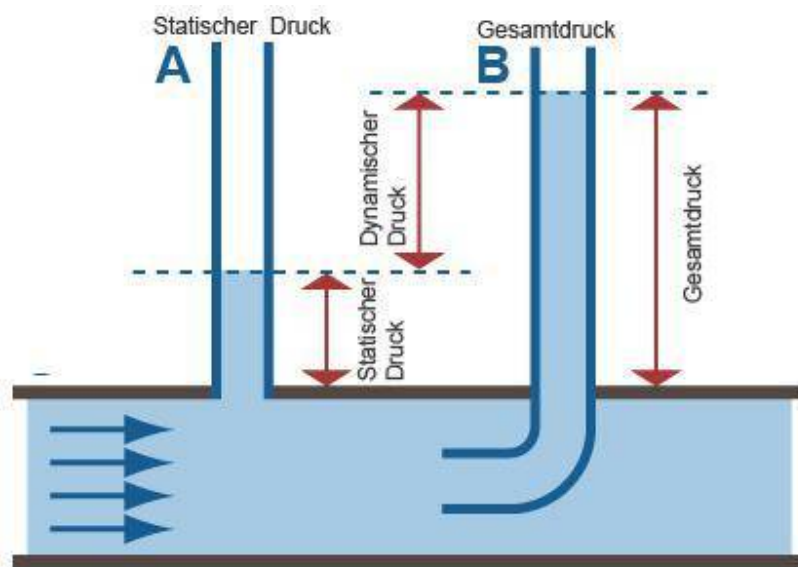 Statischer Druck
Gesamtdruck
A
B
Dynamischer
Druck
Statischer
Druck
Gesamtdruck